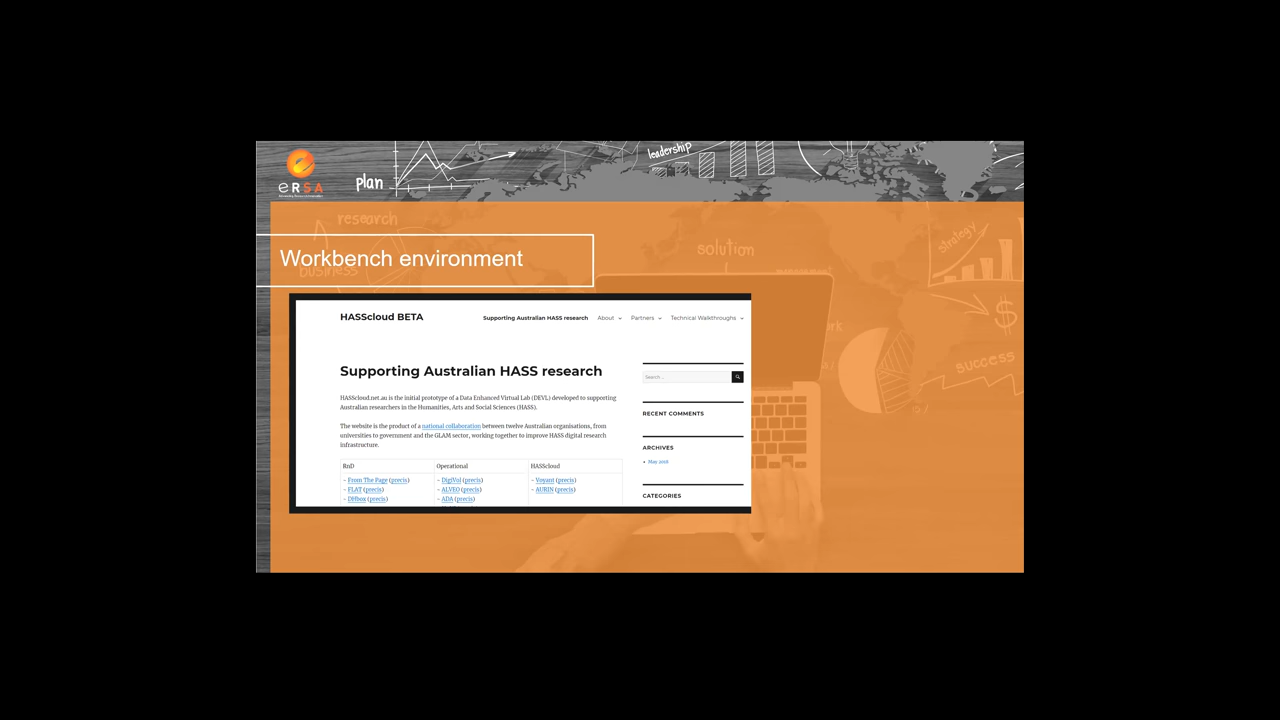 leadership
plan
eRSA
research
solution
strategy
Workbench environment
business
HASScloud BETA
Supporting Australian HASS research
About
Partners
Technical Walkthroughs
Supporting Australian HASS research
Search ...
HASScloud.net.au is the initial prototype of a Data Enhanced Virtual Lab (DEVL) developed to supporting
Australian researchers in the Humanities, Arts and Social Sciences (HASS).
RECENT COMMENTS
The website is the product of a national collaboration between twelve Australian organisations, from
universities to government and the GLAM sector, working together to improve HASS digital research
infrastructure.
ARCHIVES
May 2018
RnD Operational HASScloud
- From The Page (precis) - DigiVol (precis) - Voyant (precis)
- FLAT (precis) - ALVEO (precis) - AURIN (precis)
- DHbox (precis) - ADA (precis)
CATEGORIES
success